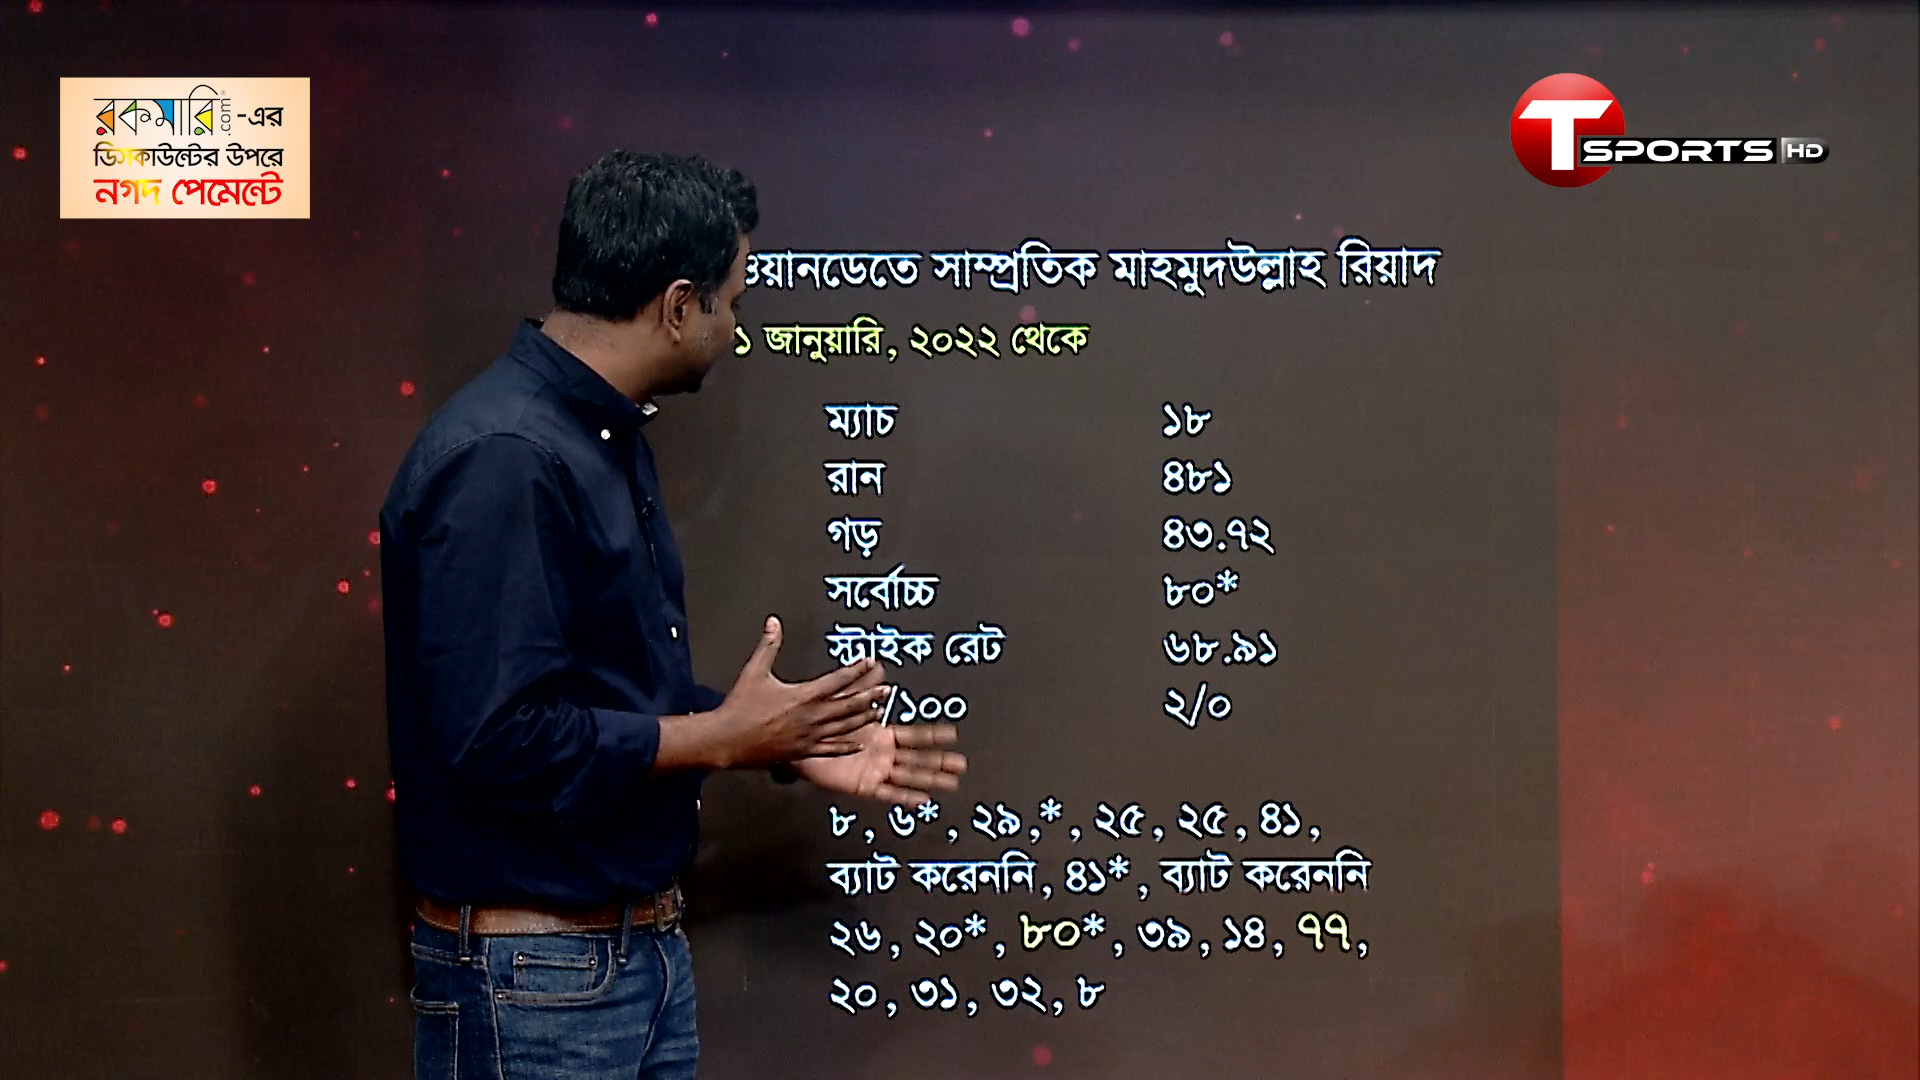 রকমারি.com-এর
ডিসকাউন্টের উপরে
নগদ পেমেন্টে
T SPORTS HD
ওয়ানডেতে সাম্প্রতিক মাহমুদউল্লাহ রিয়াদ
১ জানুয়ারি, ২০২২ থেকে
ম্যাচ ১৮
রান ৪৮১
গড় ৪৩.৭২
সর্বোচ্চ ৮০*
স্ট্রাইক রেট ৬৮.৯১
/১০০ ২/০
৮, ৬*, ২৯,*, ২৫, ২৫, ৪১,
ব্যাট করেননি, ৪১*, ব্যাট করেননি
২৬, ২০*, ৮০*, ৩৯, ১৪, ৭৭,
২০, ৩১, ৩২, ৮